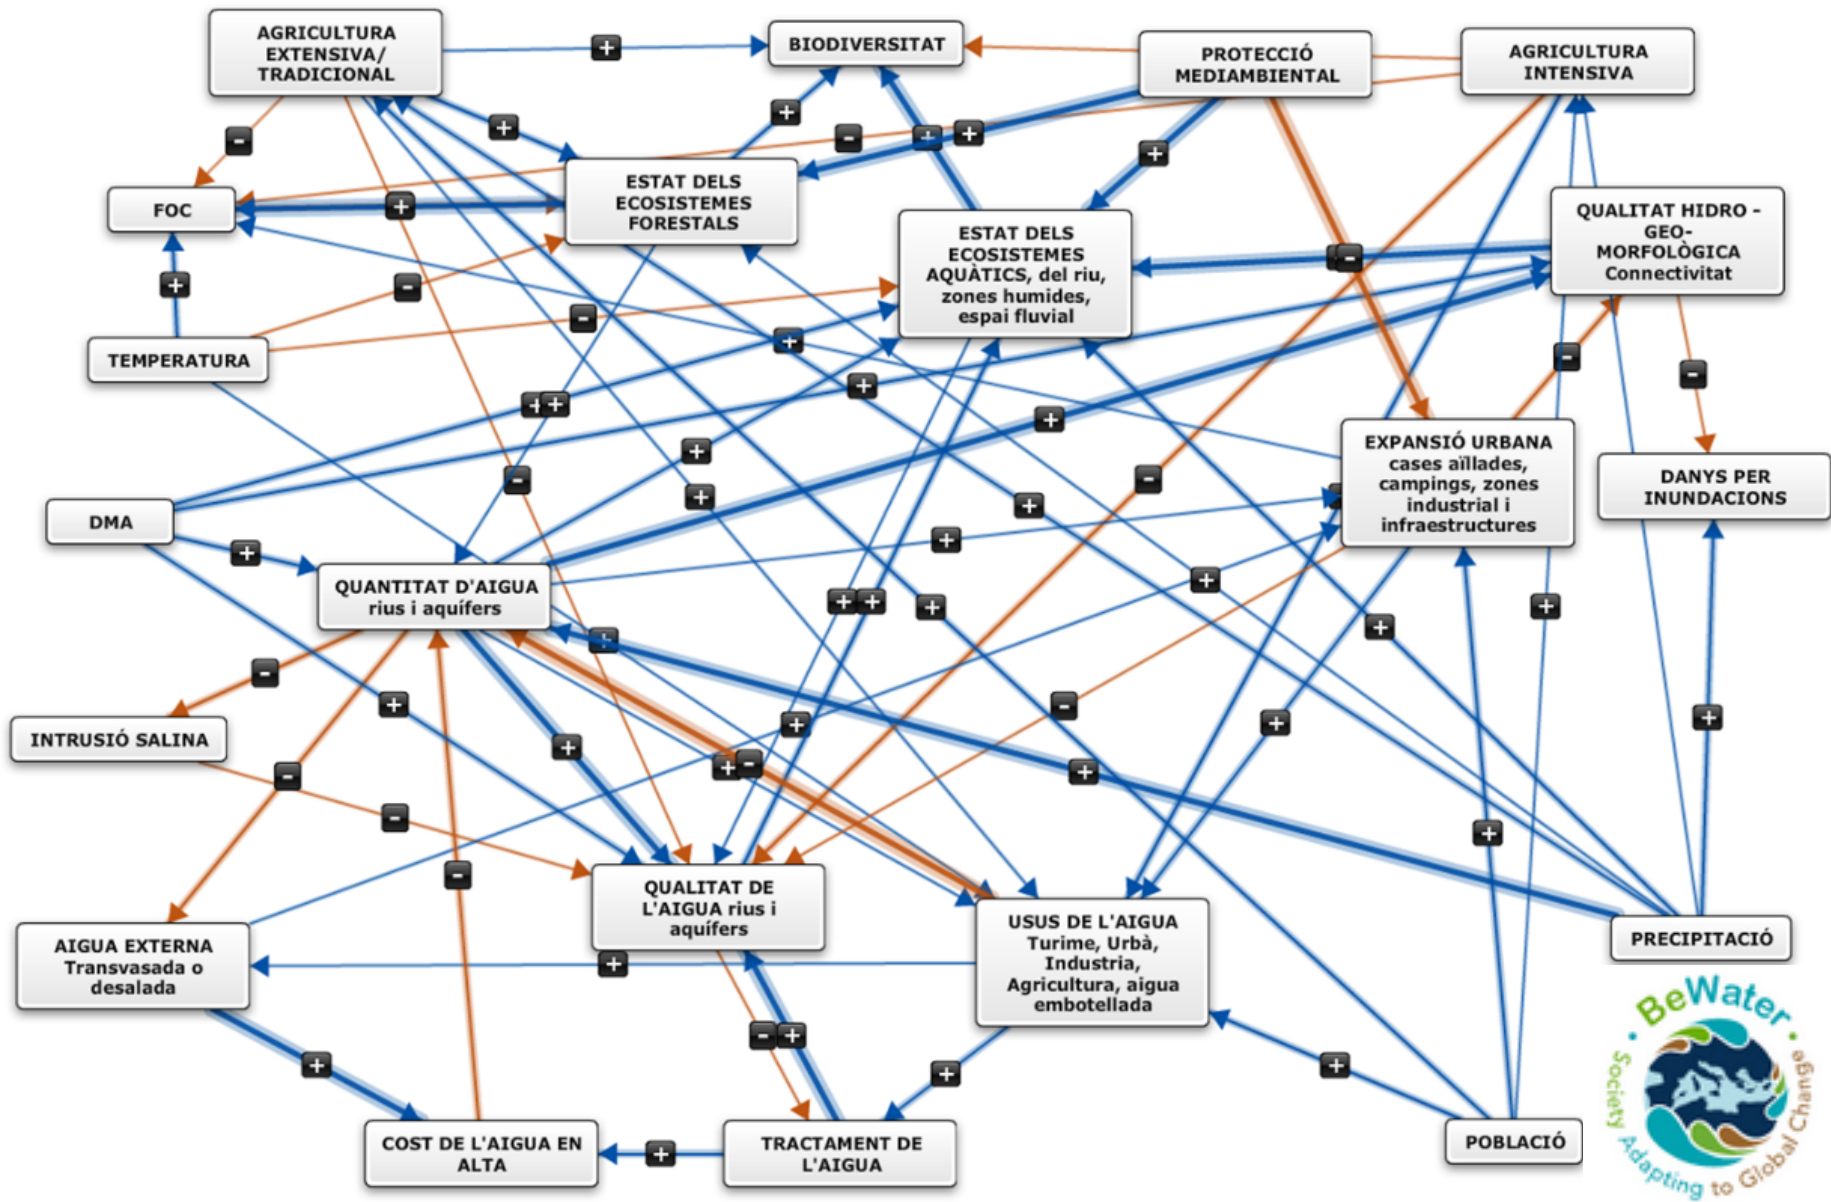 AGRICULTURA
EXTENSIVA/
TRADICIONAL
BIODIVERSITAT
PROTECCIÓ
MEDIAMBIENTAL
AGRICULTURA
INTENSIVA
FOC
ESTAT DELS
ECOSISTEMES
FORESTALS
ESTAT DELS
ECOSISTEMES
AQUÀTICS, del riu,
zones humides,
espai fluvial
QUALITAT HIDRO -
GEO-
MORFOLÒGICA
Connectivitat
TEMPERATURA
EXPANSIÓ URBANA
cases aïllades,
campings, zones
industrial i
infraestructures
DANYS PER
INUNDACIONS
DMA
QUANTITAT D'AIGUA
rius i aquífers
INTRUSIÓ SALINA
QUALITAT DE
L'AIGUA rius i
aquífers
USUS DE L'AIGUA
Turime, Urbà,
Industria,
Agricultura, aigua
embotellada
AIGUA EXTERNA
Transvasada o
desalada
PRECIPITACIÓ
COST DE L'AIGUA EN
ALTA
TRACTAMENT DE
L'AIGUA
POBLACIÓ
• BeWater •
Society Adapting to Global Change